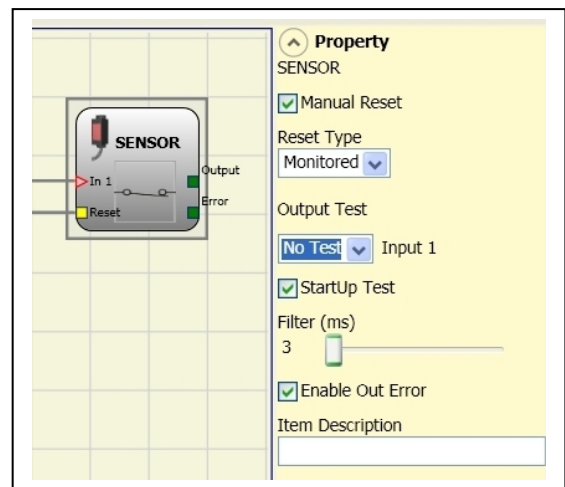 SENSOR
In 1
Reset
Output
Error
Property
SENSOR
Manual Reset
Reset Type
Monitored
Output Test
No Test Input 1
StartUp Test
Filter (ms)
3
Enable Out Error
Item Description